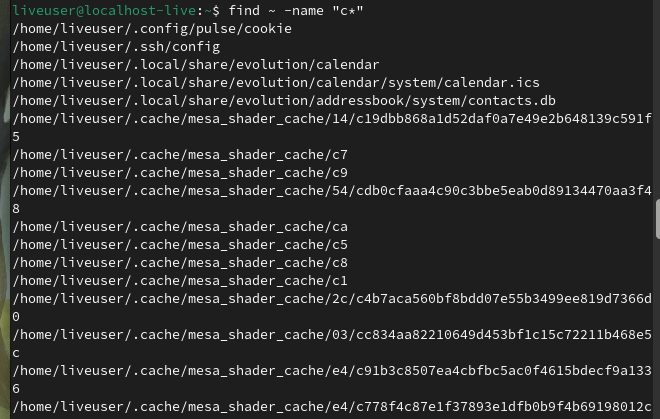 liveuser@localhost-live:~$ find ~ -name "c*"
/home/liveuser/.config/pulse/cookie
/home/liveuser/.ssh/config
/home/liveuser/.local/share/evolution/calendar
/home/liveuser/.local/share/evolution/calendar/system/calendar.ics
/home/liveuser/.local/share/evolution/addressbook/system/contacts.db
/home/liveuser/.cache/mesa_shader_cache/14/c19dbb868a1d52daf0a7e49e2b648139c591f
5
/home/liveuser/.cache/mesa_shader_cache/c7
/home/liveuser/.cache/mesa_shader_cache/c9
/home/liveuser/.cache/mesa_shader_cache/54/cdb0cfaaa4c90c3bbe5eab0d89134470aa3f4
8
/home/liveuser/.cache/mesa_shader_cache/ca
/home/liveuser/.cache/mesa_shader_cache/c5
/home/liveuser/.cache/mesa_shader_cache/c8
/home/liveuser/.cache/mesa_shader_cache/c1
/home/liveuser/.cache/mesa_shader_cache/2c/c4b7aca560bf8bdd07e55b3499ee819d7366d
0
/home/liveuser/.cache/mesa_shader_cache/03/cc834aa82210649d453bf1c15c72211b468e5
c
/home/liveuser/.cache/mesa_shader_cache/e4/c91b3c8507ea4cbfbc5ac0f4615bdecf9a133
6
/home/liveuser/.cache/mesa_shader_cache/e4/c778f4c87e1f37893e1dfb0b9f4b69198012c